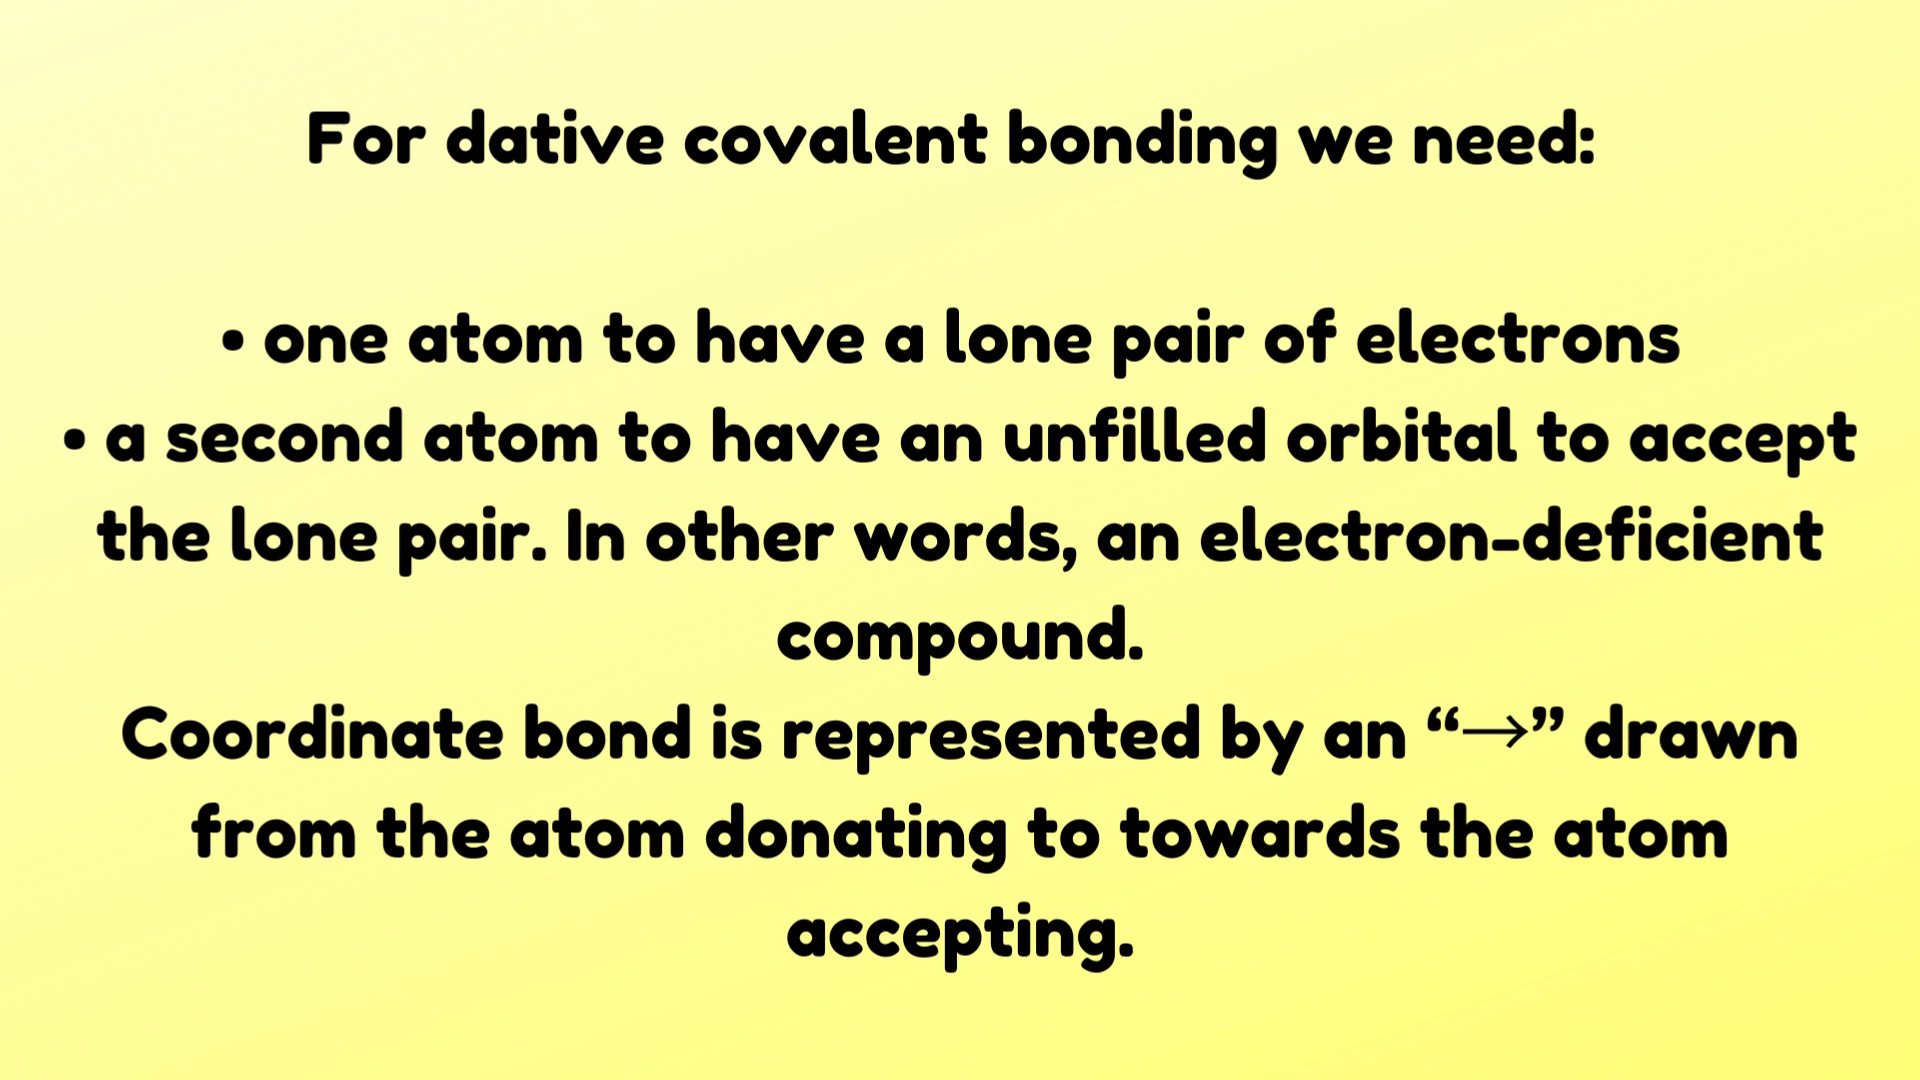 For dative covalent bonding we need:
• one atom to have a lone pair of electrons
• a second atom to have an unfilled orbital to accept
the lone pair. In other words, an electron-deficient
compound.
Coordinate bond is represented by an “→” drawn
from the atom donating to towards the atom
accepting.